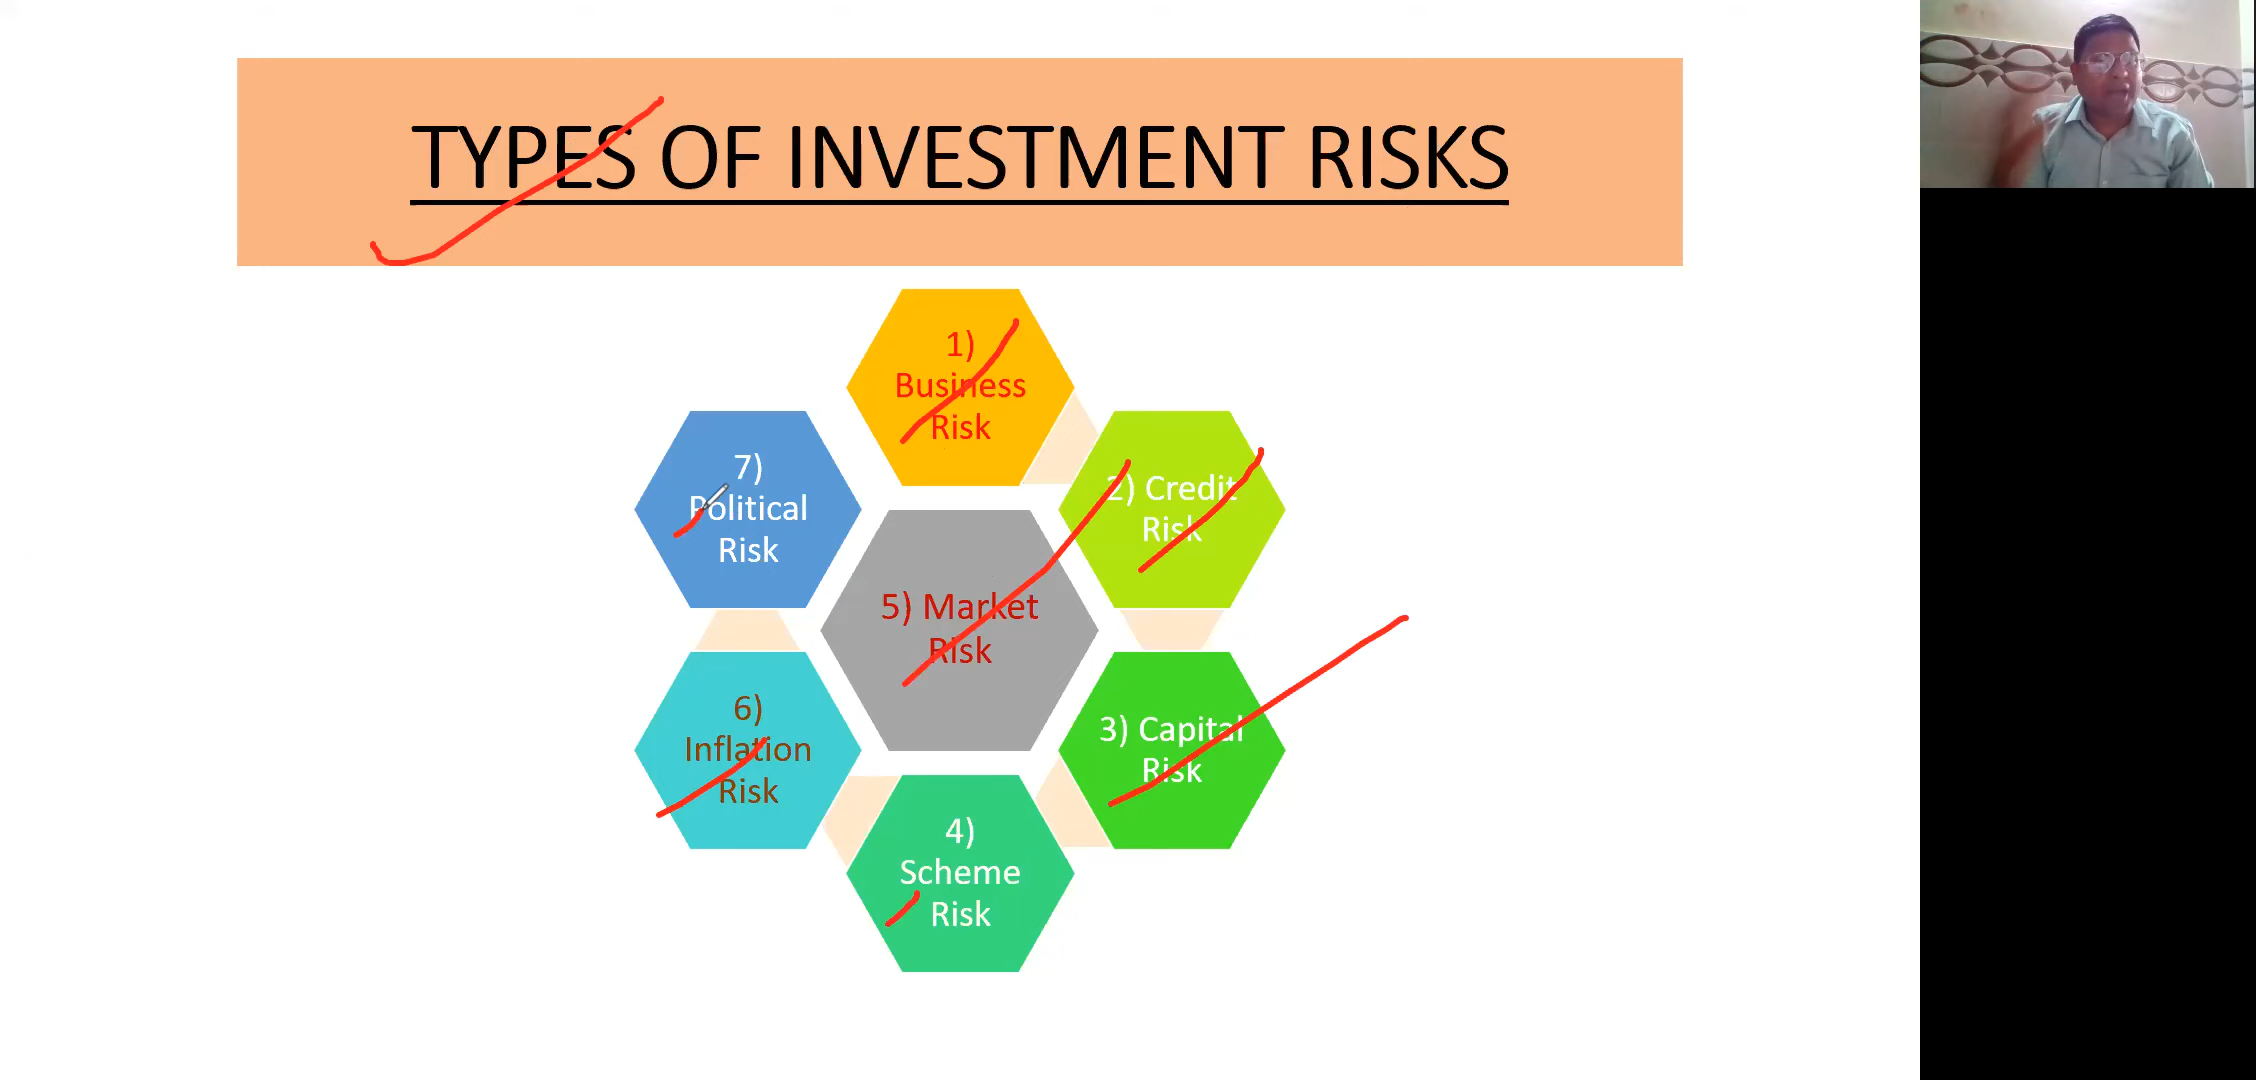 TYPES OF INVESTMENT RISKS
1)
Business
Risk
2) Credit
Risk
3) Capital
Risk
4)
Scheme
Risk
5) Market
Risk
6)
Inflation
Risk
7)
Political
Risk